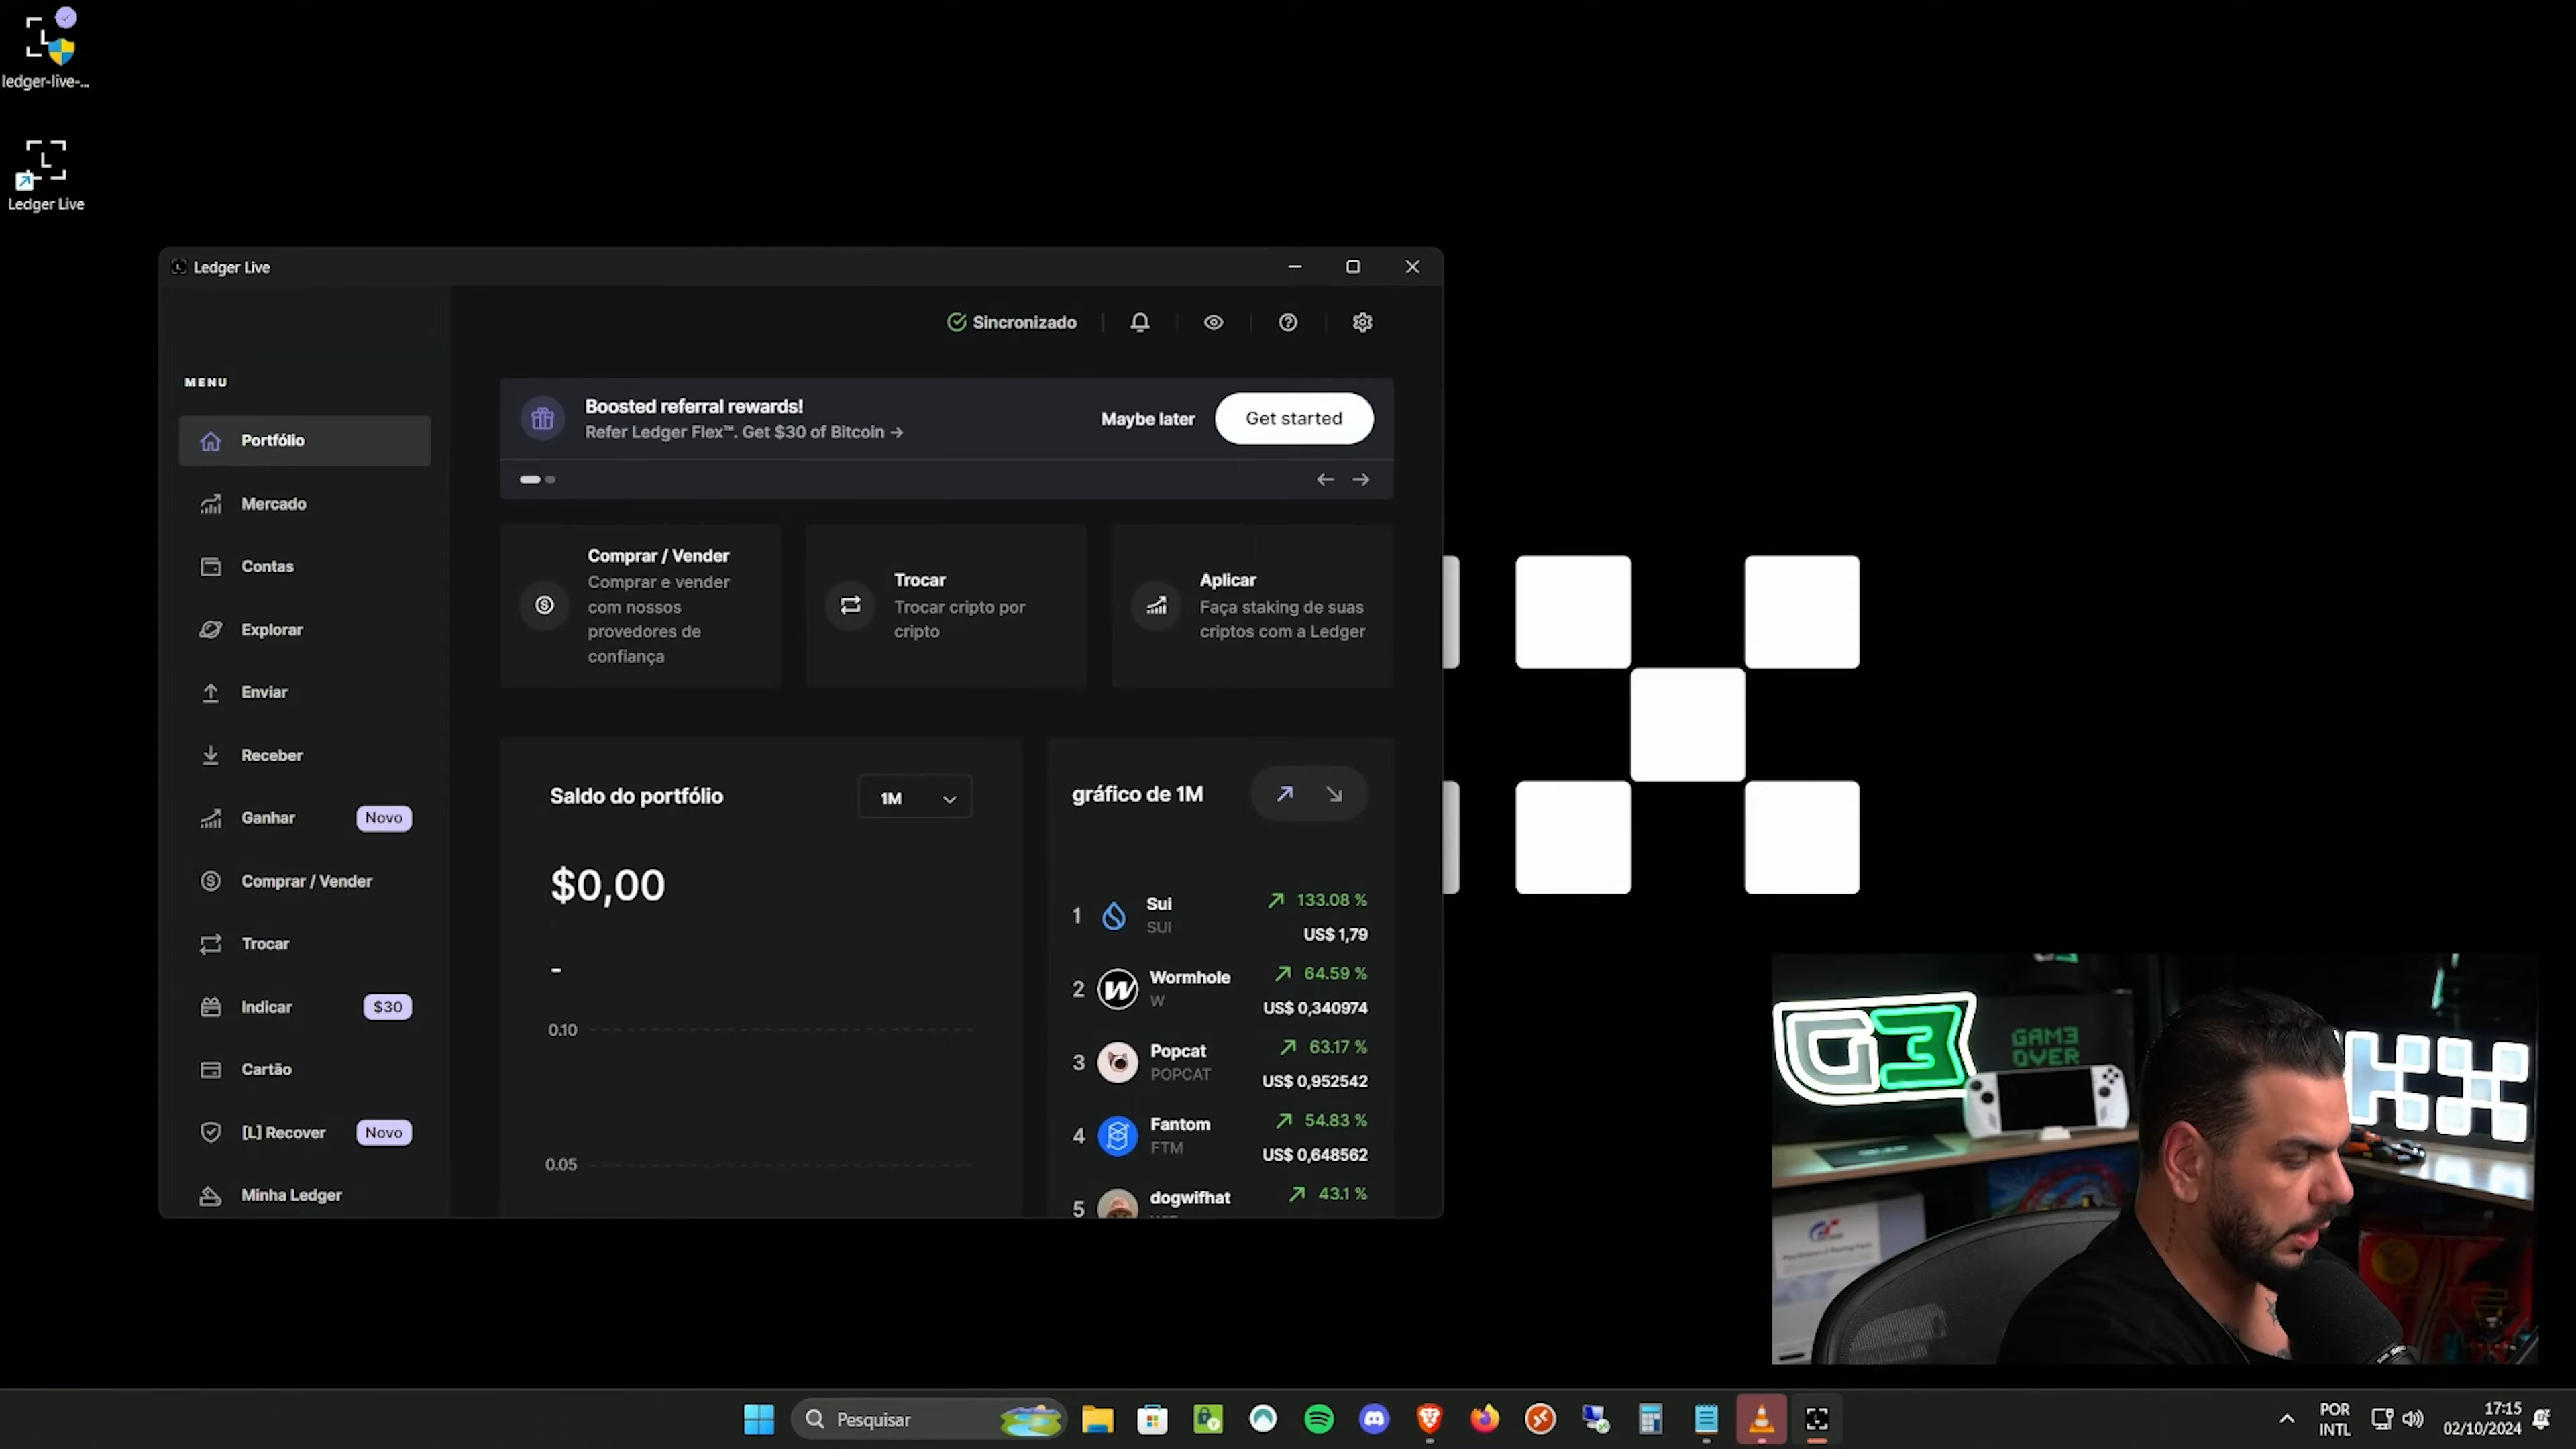 ledger-live-...
Ledger Live
Ledger Live
Sincronizado
MENU
Portfólio
Mercado
Contas
Explorar
Enviar
Receber
Ganhar Novo
Comprar / Vender
Trocar
Indicar $30
Cartão
[L] Recover Novo
Minha Ledger
Boosted referral rewards!
Refer Ledger Flex™. Get $30 of Bitcoin →
Maybe later
Get started
Comprar / Vender
Comprar e vender
com nossos
provedores de
confiança
Trocar
Trocar cripto por
cripto
Aplicar
Faça staking de suas
criptos com a Ledger
Saldo do portfólio
1M
$0,00
-
0.10
0.05
gráfico de 1M
1 Sui 133.08 %
SUI US$ 1,79
2 Wormhole 64.59 %
W US$ 0,340974
3 Popcat 63.17 %
POPCAT US$ 0,952542
4 Fantom 54.83 %
FTM US$ 0,648562
5 dogwifhat 43.1 %
G3
GAM3
OVER
Pesquisar
POR
INTL
17:15
02/10/2024